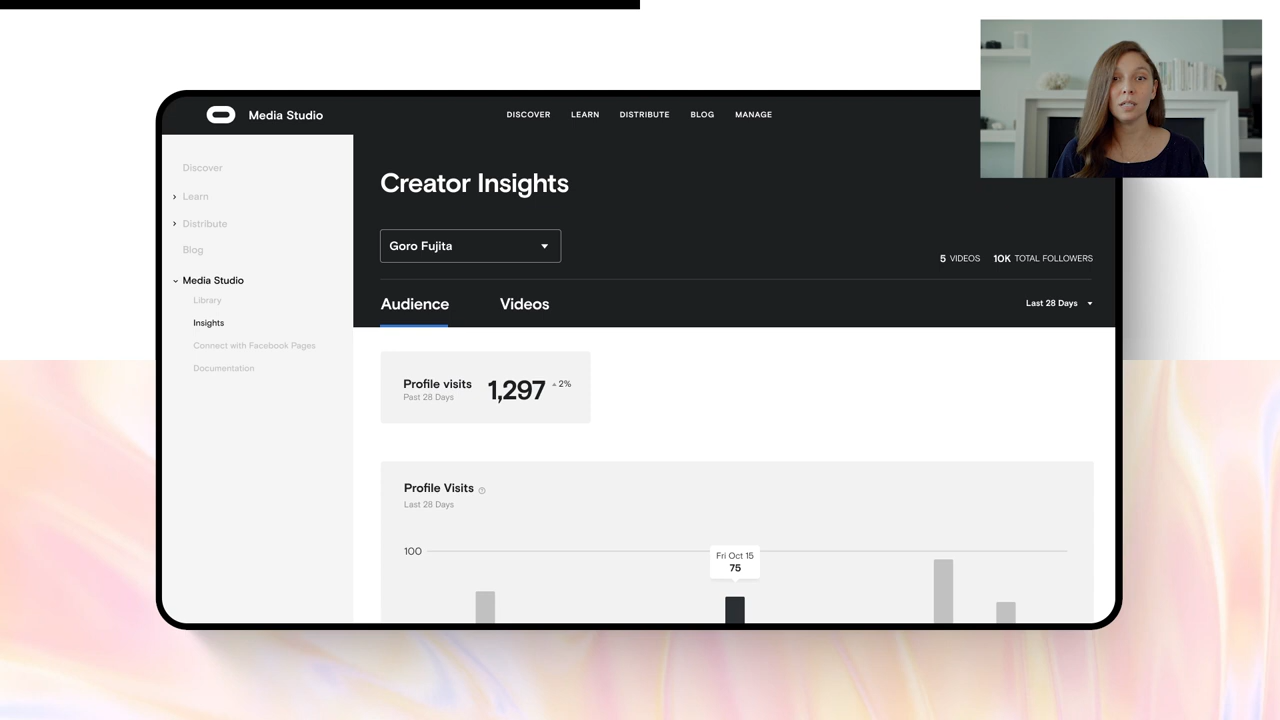 Media Studio
DISCOVER LEARN DISTRIBUTE BLOG MANAGE
Discover
Learn
Distribute
Blog
Media Studio
Library
Insights
Connect with Facebook Pages
Documentation
Creator Insights
Goro Fujita
5 VIDEOS 10K TOTAL FOLLOWERS
Audience Videos
Last 28 Days
Profile visits
Past 28 Days
1,297
2%
Profile Visits
Last 28 Days
100
Fri Oct 15
75